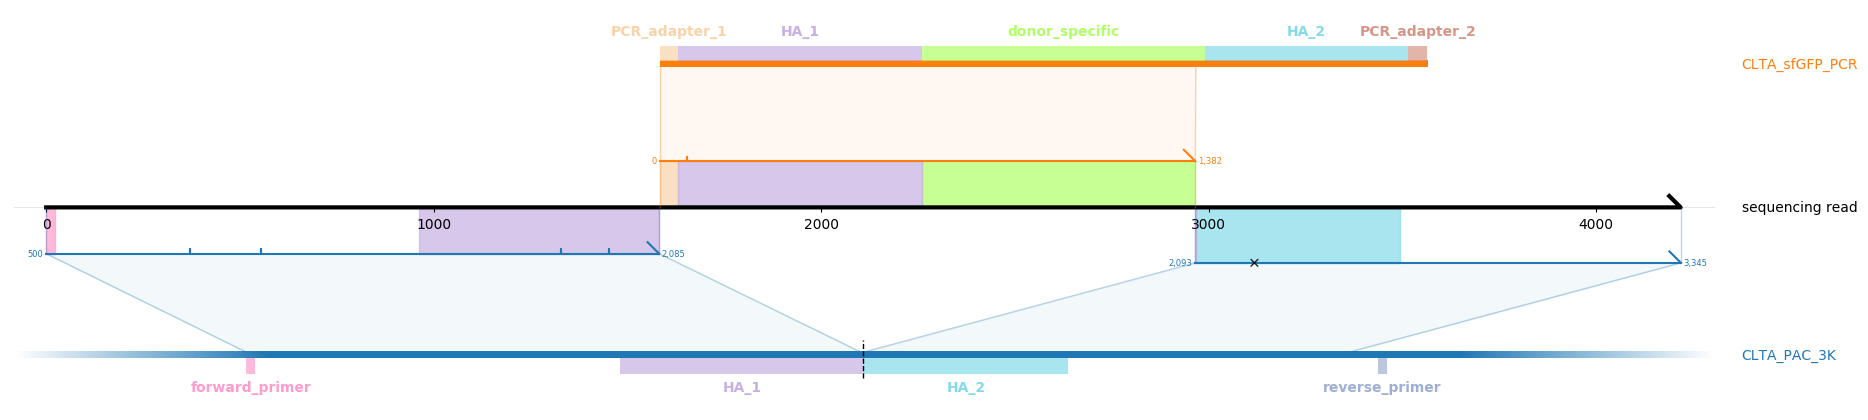 PCR_adapter_1 HA_1 donor_specific HA_2 PCR_adapter_2
CLTA_sfGFP_PCR
0 1,382
sequencing read
0 1000 2000 3000 4000
500 2,085 2,093 3,345
CLTA_PAC_3K
forward_primer HA_1 HA_2 reverse_primer